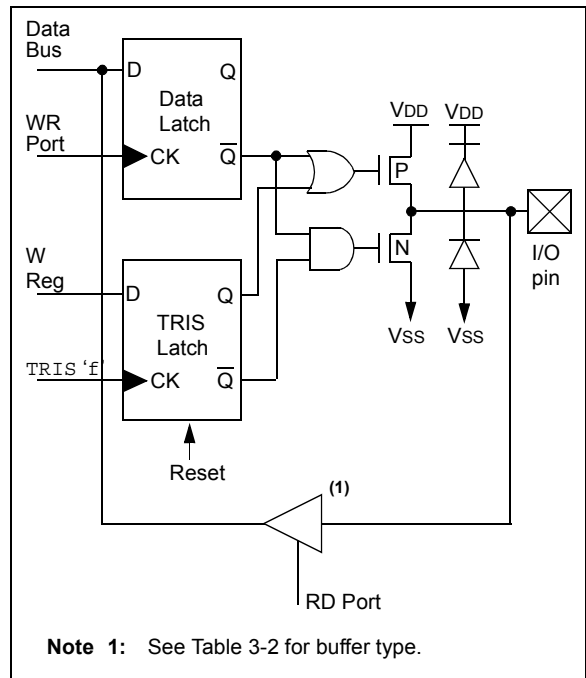 Data
Bus
D
Q
Data
Latch
WR
Port
CK
Q
VDD
VDD
P
N
I/O
pin
W
Reg
D
Q
TRIS
Latch
VSS
VSS
TRIS ‘f’
CK
Q
Reset
(1)
RD Port
Note 1: See Table 3-2 for buffer type.